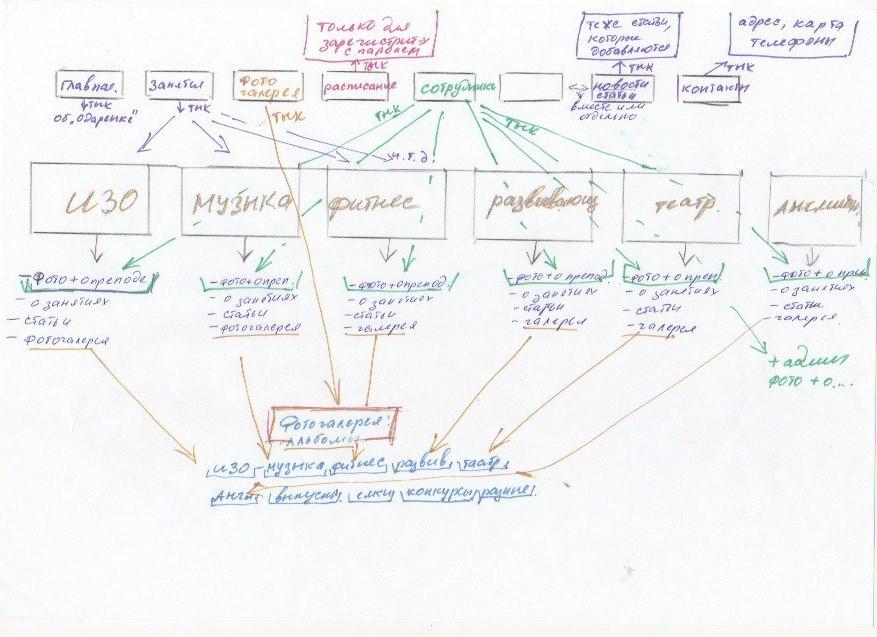 только для
зарегистрир-х
с паролем
те же статьи,
которые
добавляются
адрес, карта
телефоны
тык
тык
тык
главная
занятия
фото
галерея
расписание
сотрудники
новости
статьи
контакты
тык
об "одаренке"
тык
тык
тык
тык
вместе или
отдельно
и.т.д.
ИЗО
музыка
фитнес
развивающ
театр.
английск.
- фото + о преподе
- о занятиях
- статьи
- фотогалерея
- фото + о преп.
- о занятиях
- статьи
- фотогалерея
- фото + о препод.
- о занятиях
- статьи
- галерея
- фото + о препод.
- о занятиях
- статьи
- галерея
- фото + о преп.
- о занятиях
- статьи
- галерея
- фото + о преп.
- о занятиях
- статьи
- галерея
+ админ
фото + о...
Фотогалерея:
альбомы
ИЗО музыка, фитнес развив. театр,
Англ. выпуски елки конкурсы разные.